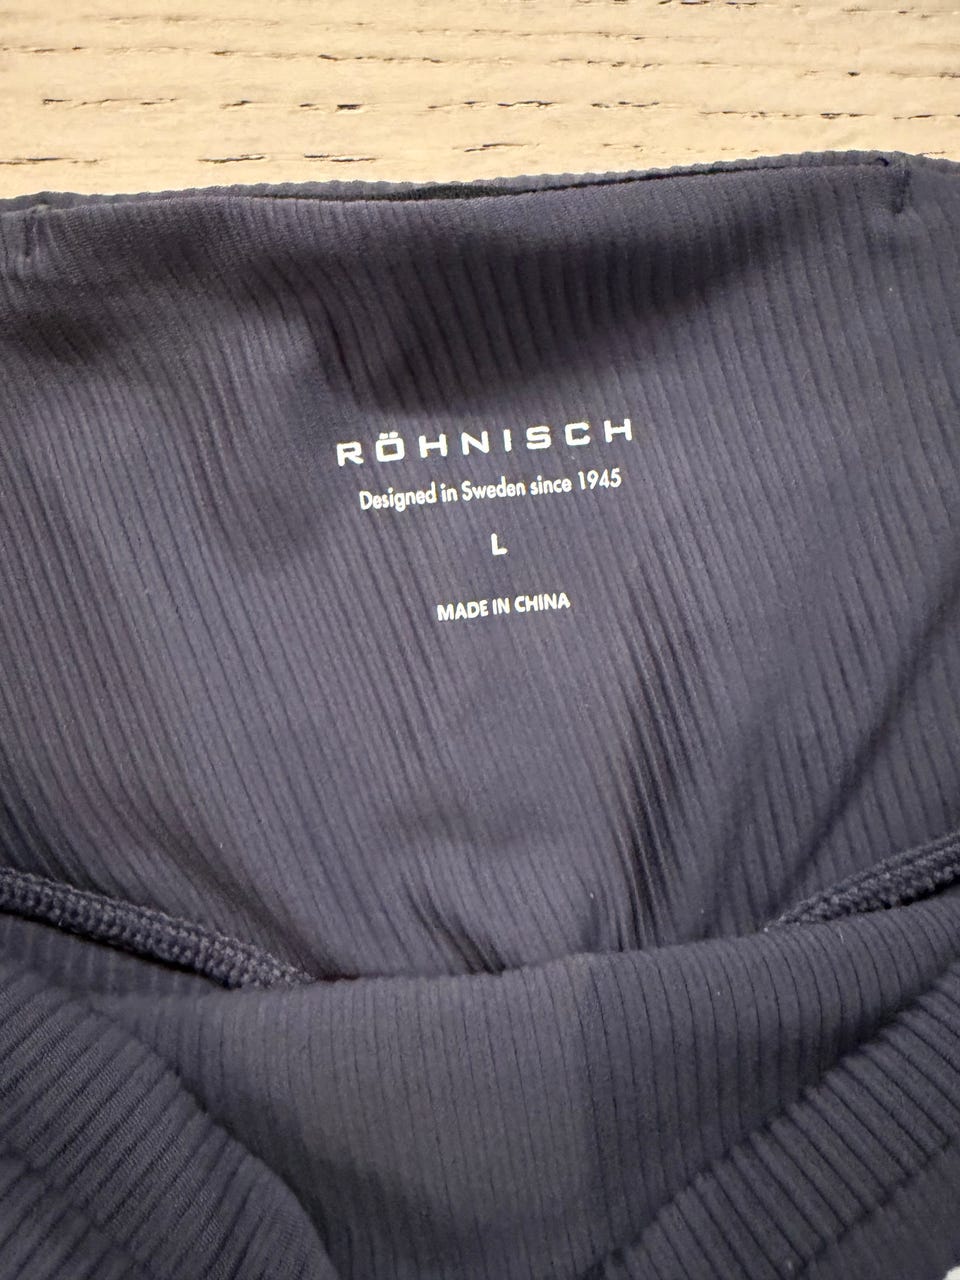 RÖHNISCH
Designed in Sweden since 1945
L
MADE IN CHINA